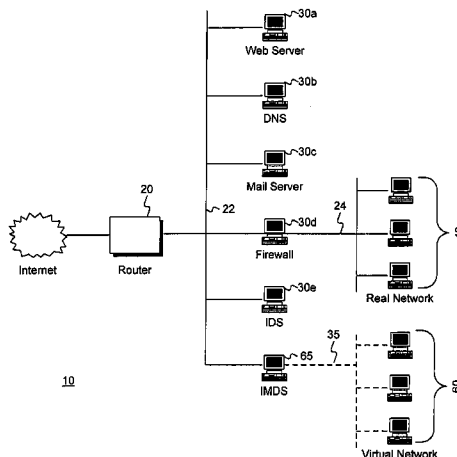 30a
Web Server
30b
DNS
30c
Mail Server
20
22
30d
24
Internet
Router
Firewall
30e
Real Network
IDS
65
35
60
10
IMDS
Virtual Network